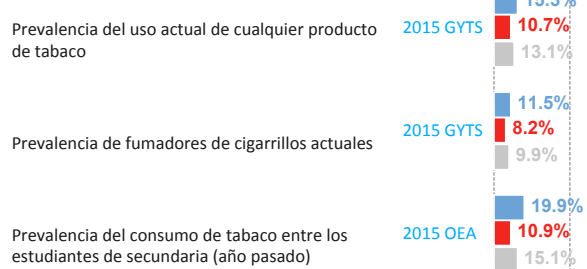 15.3%
Prevalencia del uso actual de cualquier producto
de tabaco
2015 GYTS
10.7%
13.1%
11.5%
Prevalencia de fumadores de cigarrillos actuales
2015 GYTS
8.2%
9.9%
19.9%
Prevalencia del consumo de tabaco entre los
estudiantes de secundaria (año pasado)
2015 OEA
10.9%
15.1%